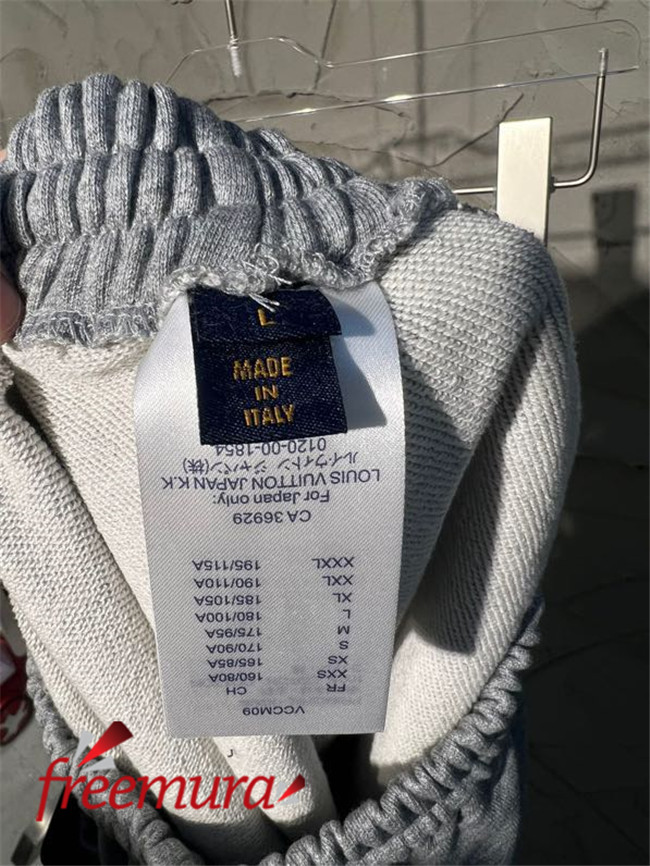 L
MADE
IN
ITALY
VCCM09
FR CH
XXS 160/80A
XS 165/85A
S 170/90A
M 175/95A
L 180/100A
XL 185/105A
XXL 190/110A
XXXL 195/115A
CA 36929
For Japan only:
LOUIS VUITTON JAPAN K.K
ルイ・ヴィトン ジャパン(株)
0120-00-1854
freemura